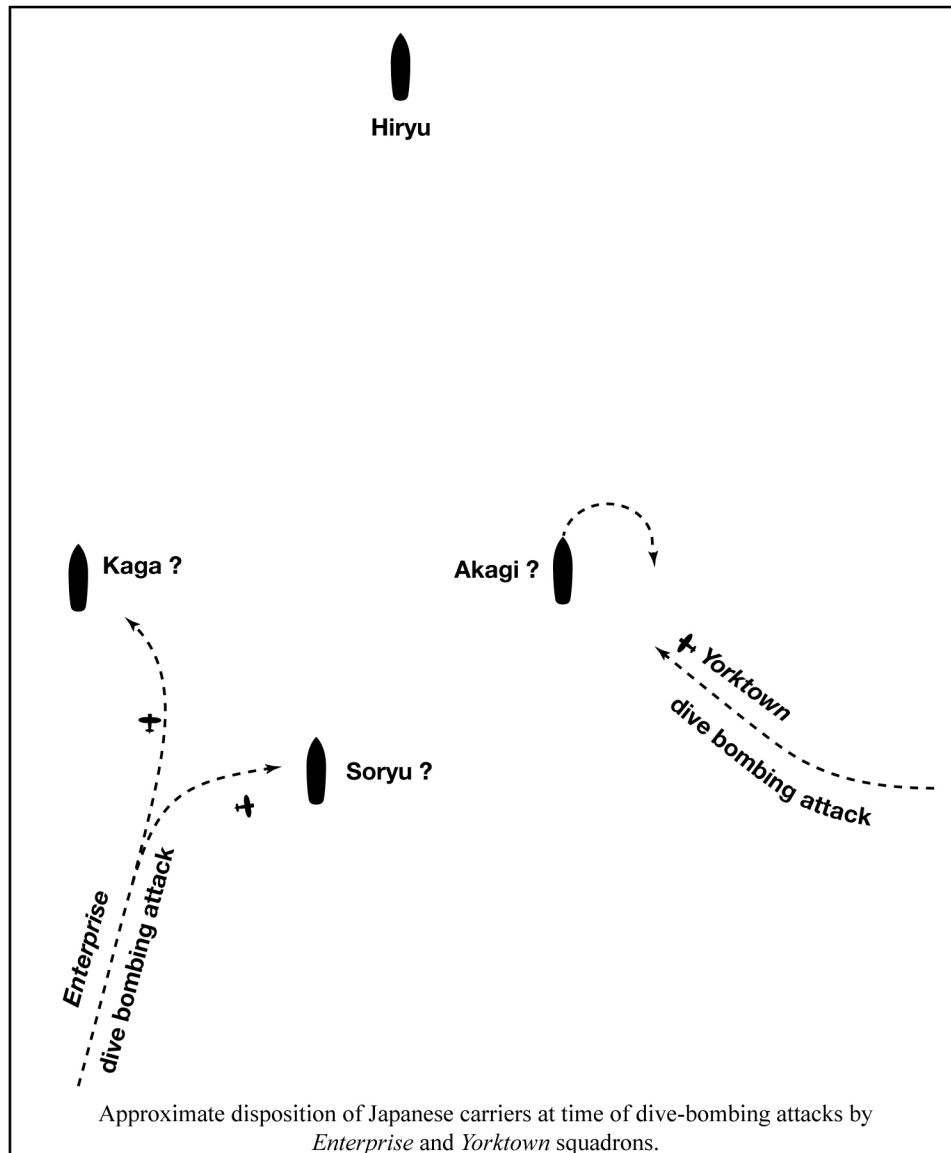 Hiryu
Kaga ?
Akagi ?
Yorktown
dive bombing attack
Soryu ?
Enterprise
dive bombing attack
Approximate disposition of Japanese carriers at time of dive-bombing attacks by
Enterprise and Yorktown squadrons.